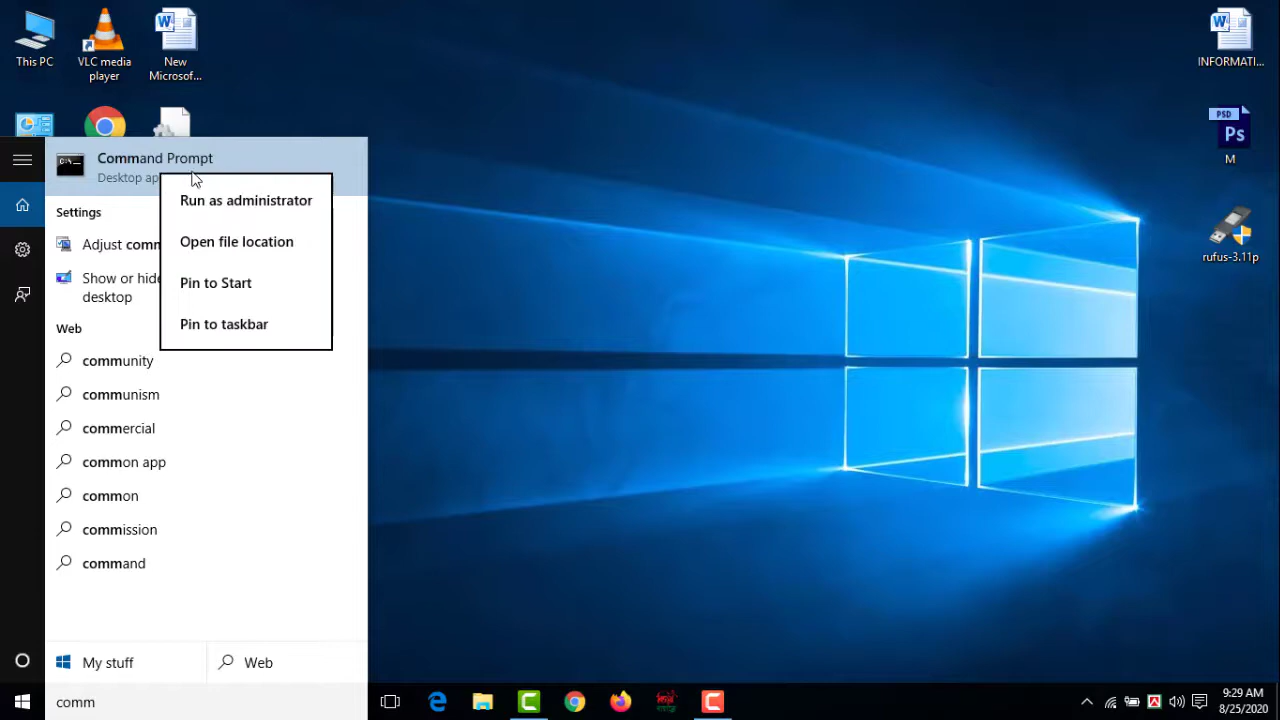 This PC
VLC media
player
New
Microsoft...
INFORMATI...
PSD
Ps
M
rufus-3.11p
C:\_
Command Prompt
Desktop ap
Run as administrator
Open file location
Pin to Start
Pin to taskbar
Settings
Adjust comm
Show or hide
desktop
Web
community
communism
commercial
common app
common
commission
command
My stuff
Web
comm
9:29 AM
8/25/2020